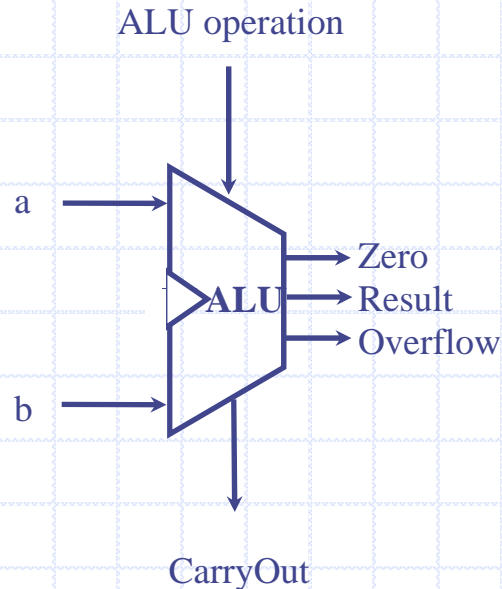 ALU operation
a
Zero
ALU
Result
Overflow
b
CarryOut